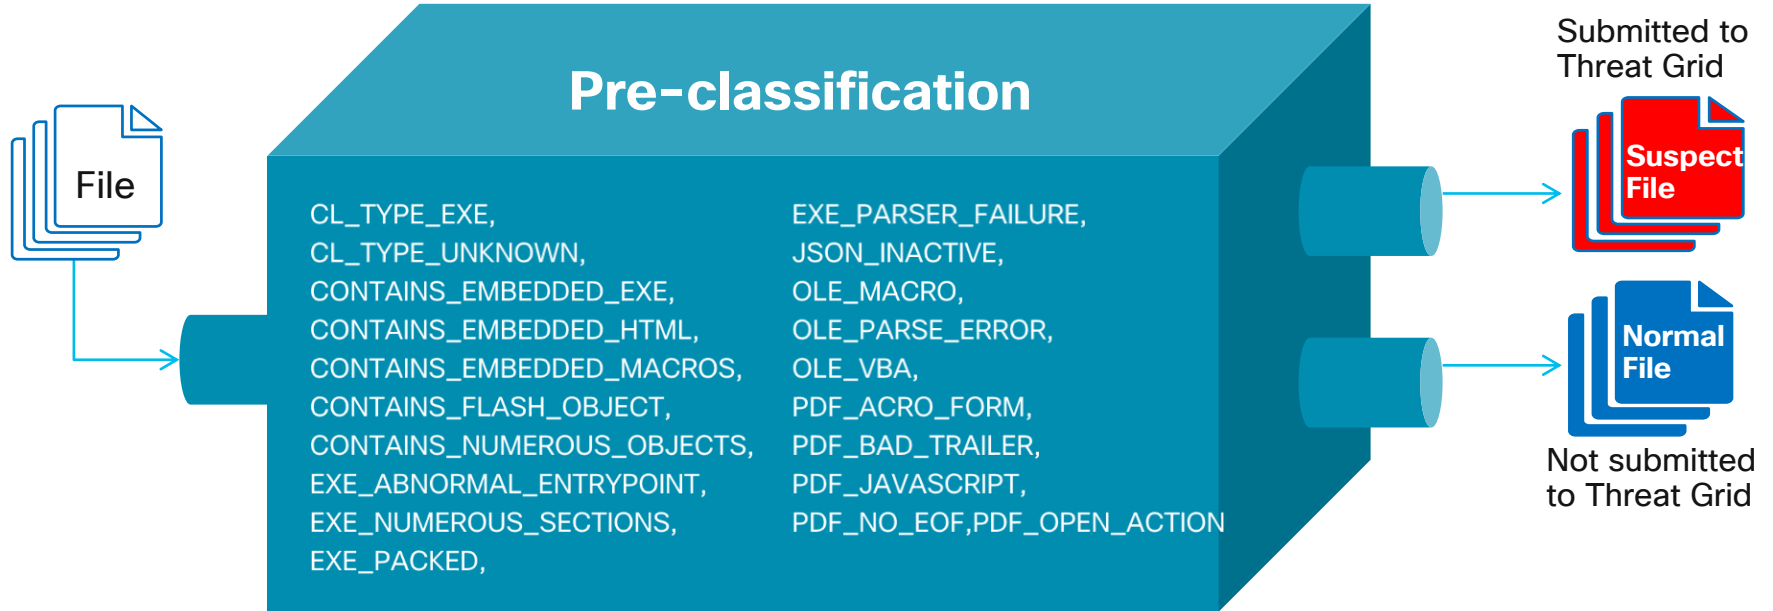 Pre-classification
File
CL_TYPE_EXE,
CL_TYPE_UNKNOWN,
CONTAINS_EMBEDDED_EXE,
CONTAINS_EMBEDDED_HTML,
CONTAINS_EMBEDDED_MACROS,
CONTAINS_FLASH_OBJECT,
CONTAINS_NUMEROUS_OBJECTS,
EXE_ABNORMAL_ENTRYPOINT,
EXE_NUMEROUS_SECTIONS,
EXE_PACKED,
EXE_PARSER_FAILURE,
JSON_INACTIVE,
OLE_MACRO,
OLE_PARSE_ERROR,
OLE_VBA,
PDF_ACRO_FORM,
PDF_BAD_TRAILER,
PDF_JAVASCRIPT,
PDF_NO_EOF,PDF_OPEN_ACTION
Submitted to
Threat Grid
Suspect
File
Normal
File
Not submitted
to Threat Grid